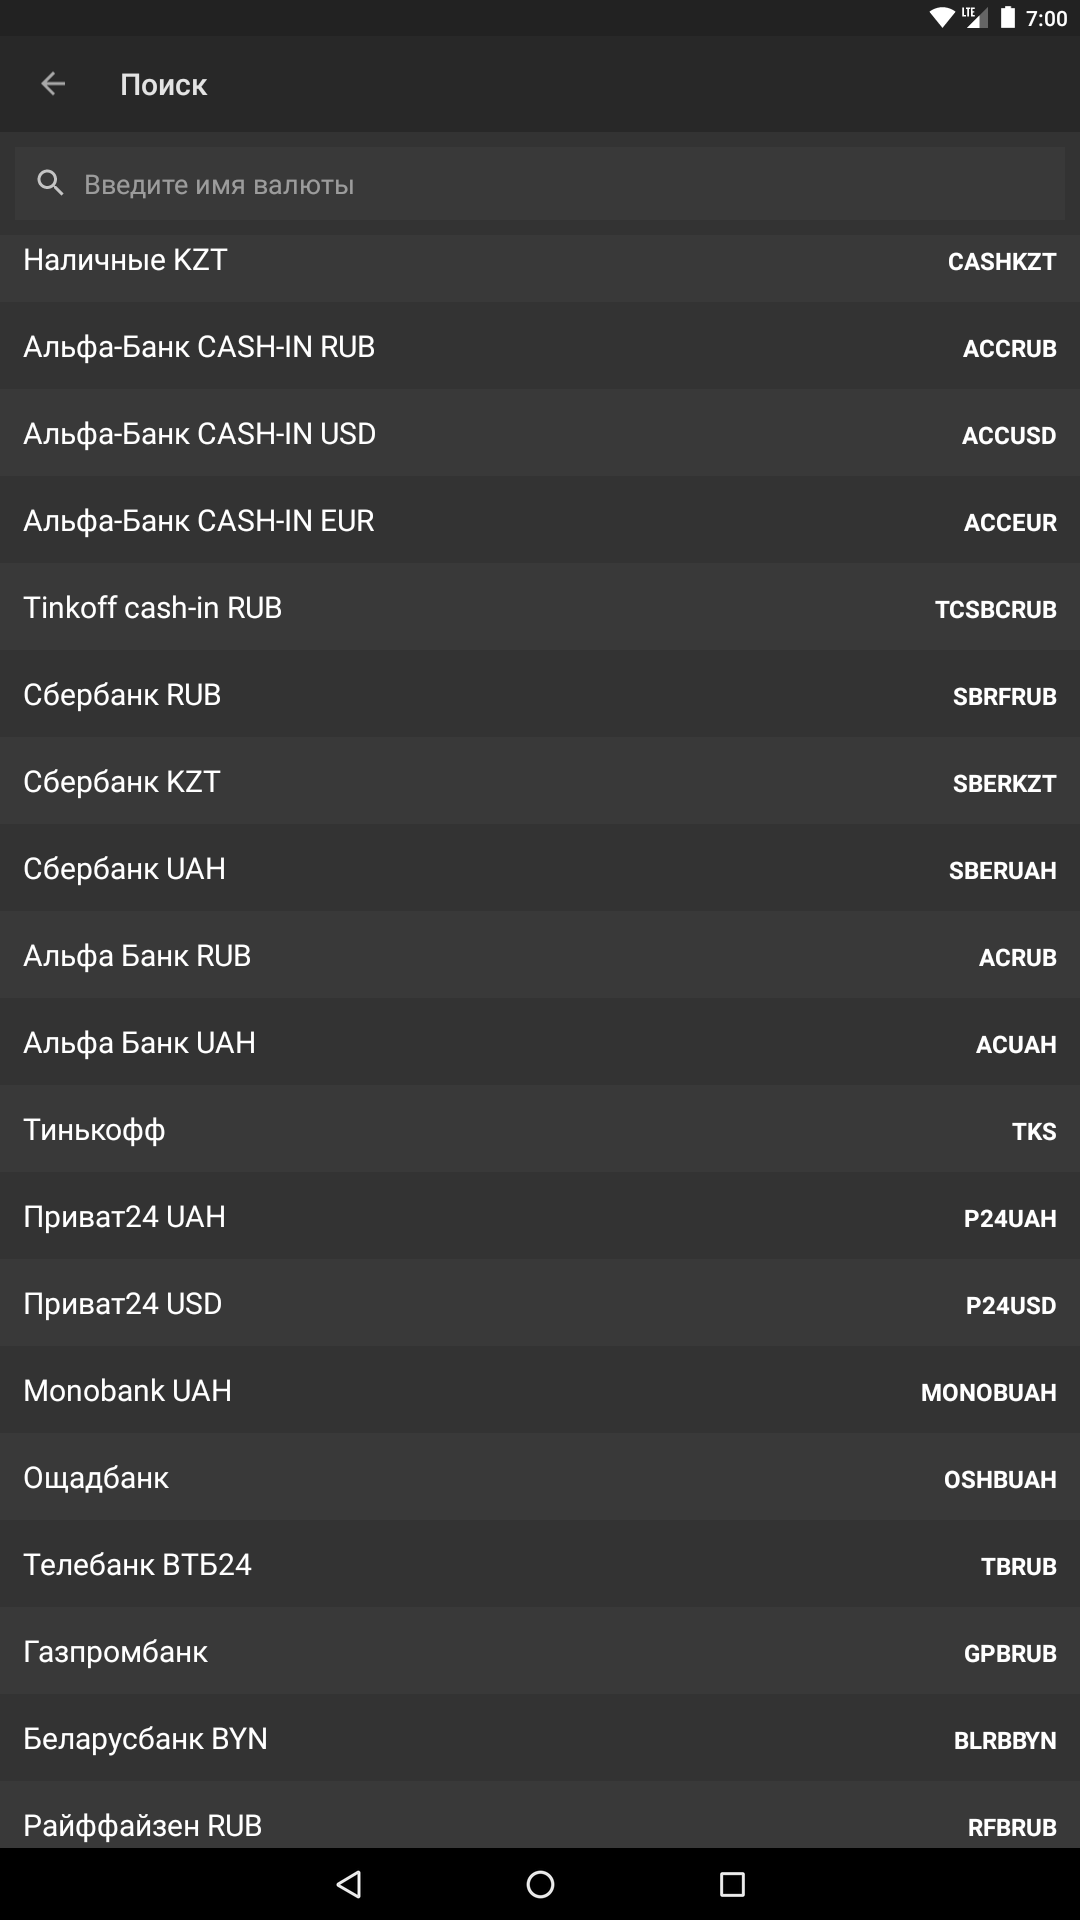 LTE 7:00
Поиск
Введите имя валюты
Наличные KZT CASHKZT
Альфа-Банк CASH-IN RUB ACCRUB
Альфа-Банк CASH-IN USD ACCUSD
Альфа-Банк CASH-IN EUR ACCEUR
Tinkoff cash-in RUB TCSBCRUB
Сбербанк RUB SBRFRUB
Сбербанк KZT SBERKZT
Сбербанк UAH SBERUAH
Альфа Банк RUB ACRUB
Альфа Банк UAH ACUAH
Тинькофф TKS
Приват24 UAH P24UAH
Приват24 USD P24USD
Monobank UAH MONOBUAH
Ощадбанк OSHBUAH
Телебанк ВТБ24 TBRUB
Газпромбанк GPBRUB
Беларусбанк BYN BLRBBYN
Райффайзен RUB RFBRUB